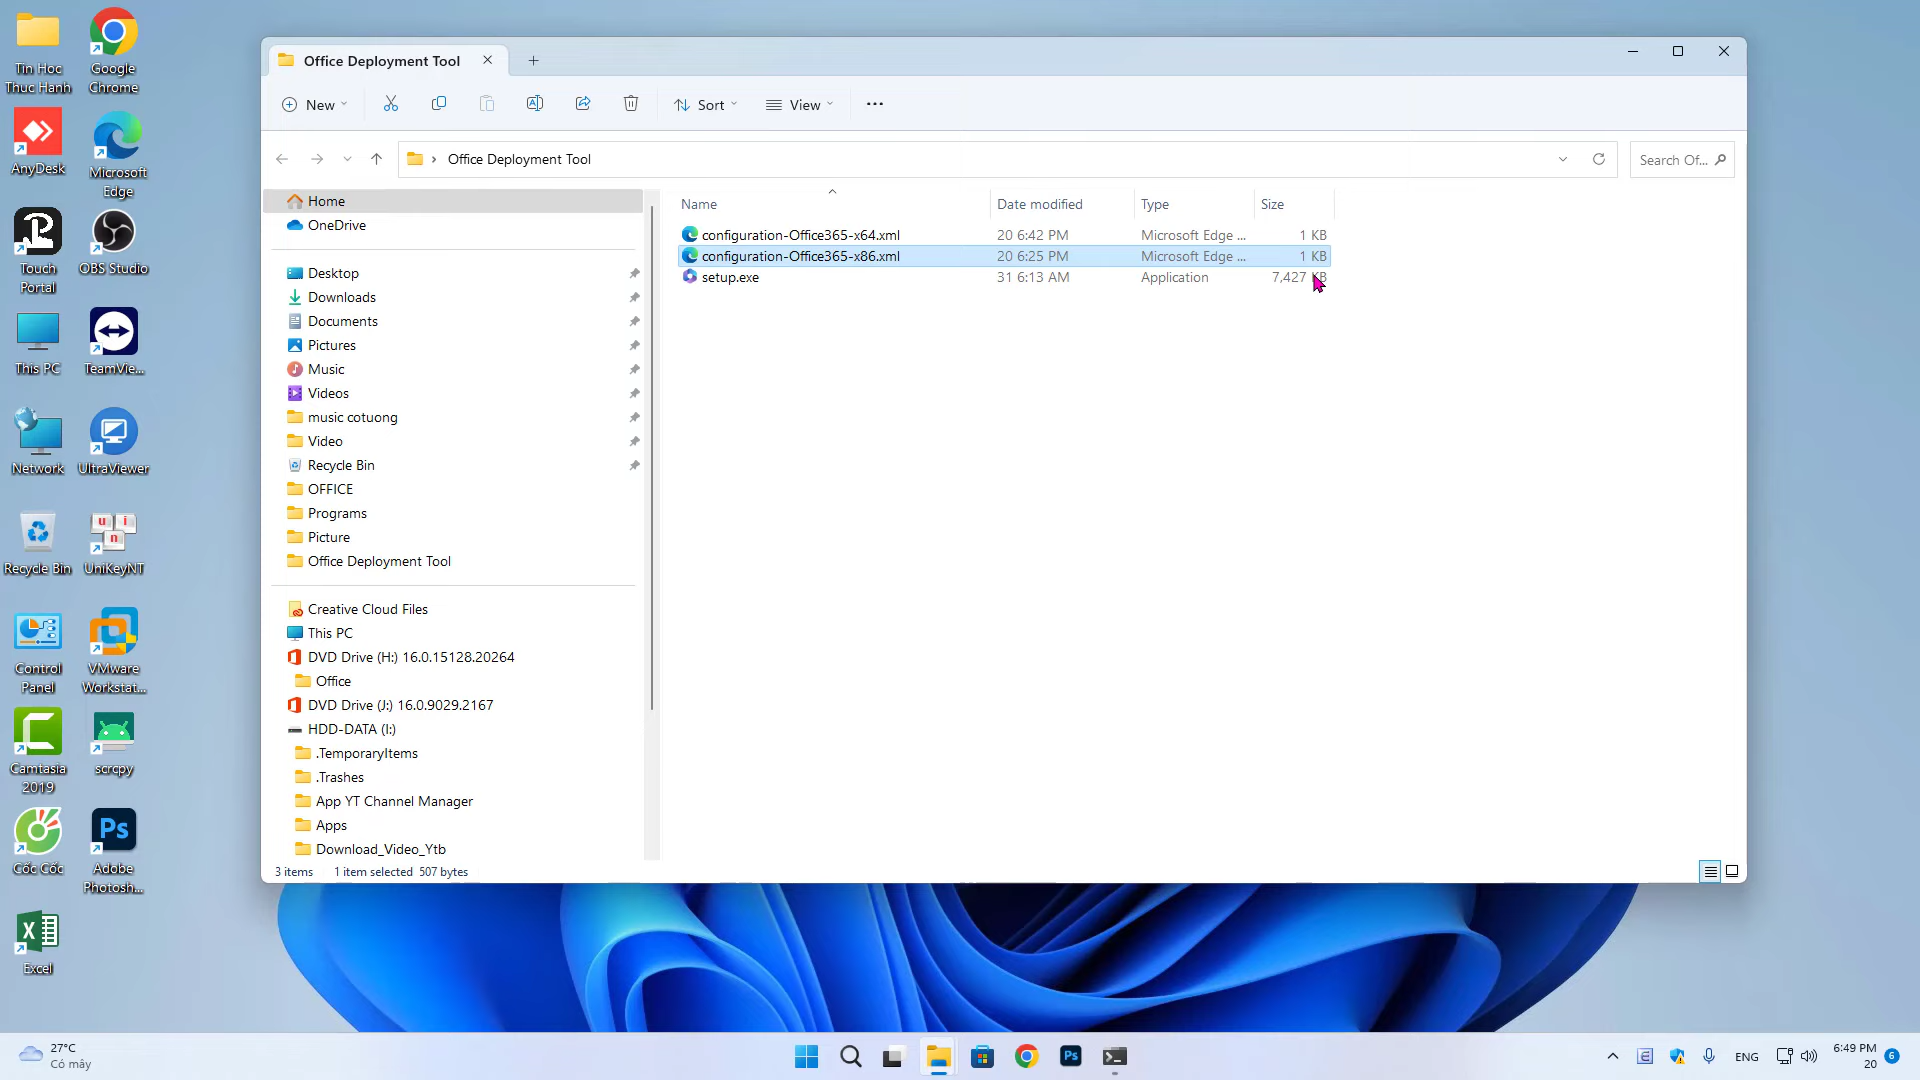 Tin Hoc
Thuc Hanh
Google
Chrome
AnyDesk
Microsoft
Edge
Touch
Portal
OBS Studio
This PC
TeamVie...
Network
UltraViewer
Recycle Bin
UniKeyNT
Control
Panel
VMware
Workstat...
Camtasia
2019
scrcpy
Cốc Cốc
Adobe
Photosh...
Excel
Office Deployment Tool
New
Sort
View
Office Deployment Tool
Search Of...
Home
OneDrive
Desktop
Downloads
Documents
Pictures
Music
Videos
music cotuong
Video
Recycle Bin
OFFICE
Programs
Picture
Office Deployment Tool
Creative Cloud Files
This PC
DVD Drive (H:) 16.0.15128.20264
Office
DVD Drive (J:) 16.0.9029.2167
HDD-DATA (I:)
.TemporaryItems
.Trashes
App YT Channel Manager
Apps
Download_Video_Ytb
Name Date modified Type Size
configuration-Office365-x64.xml 20 6:42 PM Microsoft Edge ... 1 KB
configuration-Office365-x86.xml 20 6:25 PM Microsoft Edge ... 1 KB
setup.exe 31 6:13 AM Application 7,427 KB
3 items 1 item selected 507 bytes
27°C
Có mây
Ps
ENG
6:49 PM
20
6